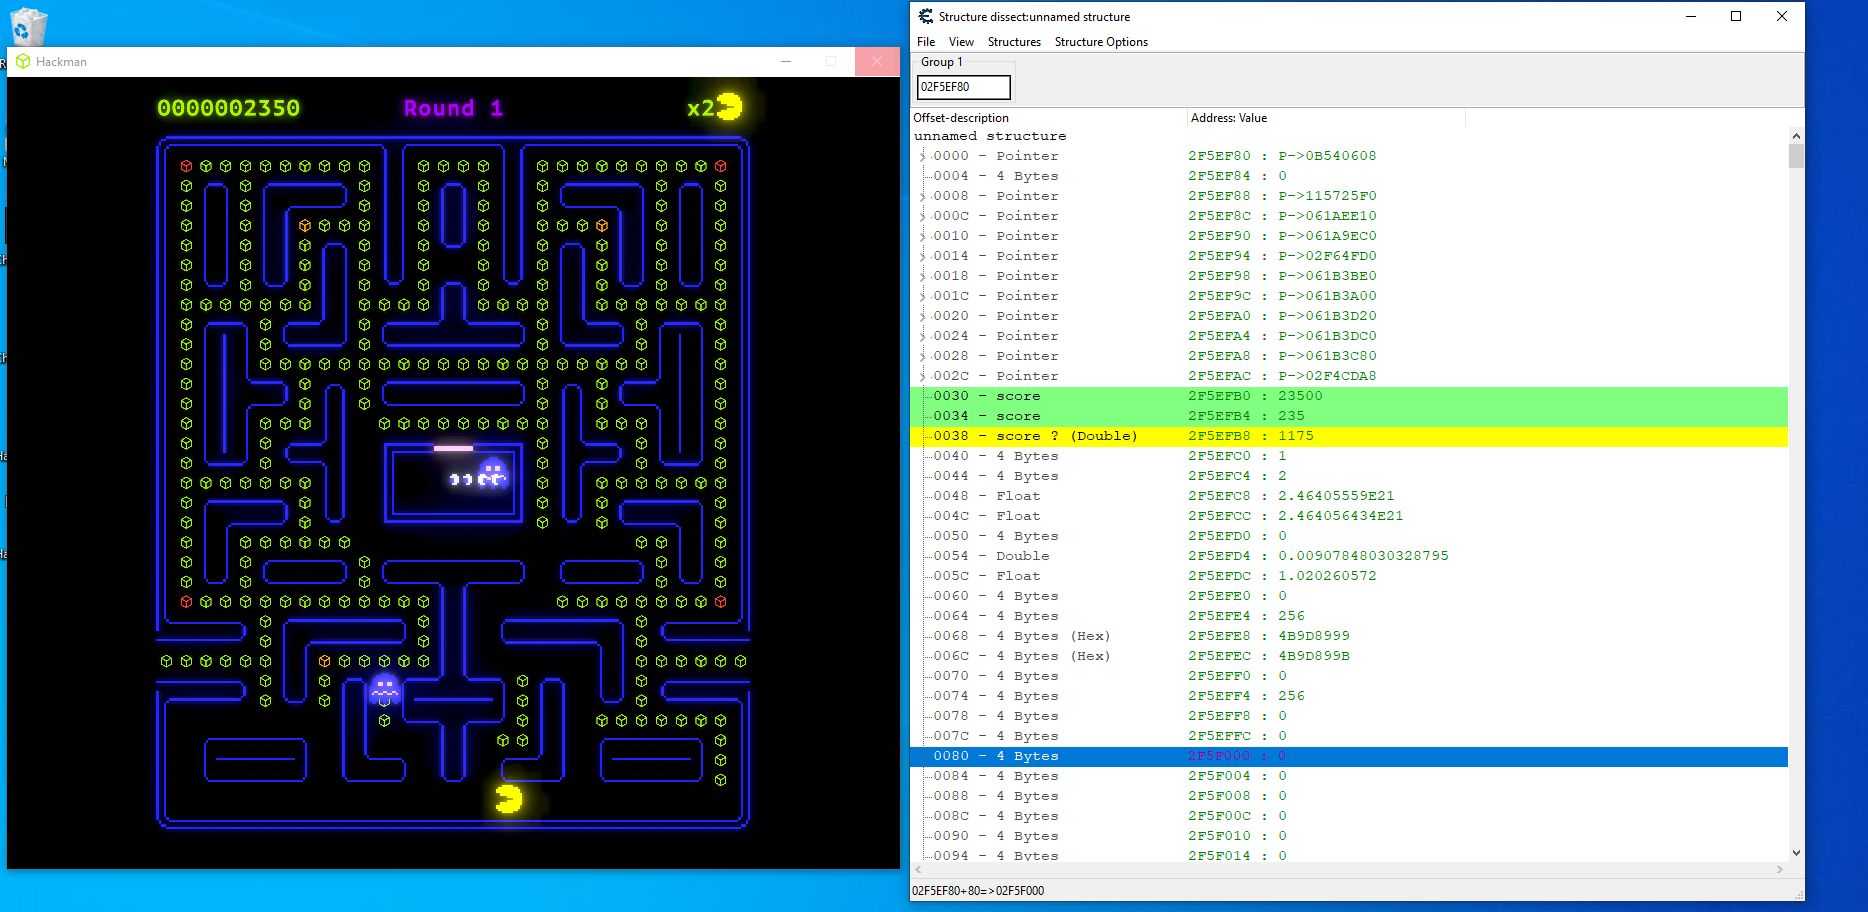 Structure dissect:unnamed structure
File View Structures Structure Options
Group 1
02F5EF80
Hackman
0000002350 Round 1 x2
Offset-description Address: Value
unnamed structure
0000 - Pointer 2F5EF80 : P->0B540608
0004 - 4 Bytes 2F5EF84 : 0
0008 - Pointer 2F5EF88 : P->115725F0
000C - Pointer 2F5EF8C : P->061AEE10
0010 - Pointer 2F5EF90 : P->061A9EC0
0014 - Pointer 2F5EF94 : P->02F64FD0
0018 - Pointer 2F5EF98 : P->061B3BE0
001C - Pointer 2F5EF9C : P->061B3A00
0020 - Pointer 2F5EFA0 : P->061B3D20
0024 - Pointer 2F5EFA4 : P->061B3DC0
0028 - Pointer 2F5EFA8 : P->061B3C80
002C - Pointer 2F5EFAC : P->02F4CDA8
0030 - score 2F5EFB0 : 23500
0034 - score 2F5EFB4 : 235
0038 - score ? (Double) 2F5EFB8 : 1175
0040 - 4 Bytes 2F5EFC0 : 1
0044 - 4 Bytes 2F5EFC4 : 2
0048 - Float 2F5EFC8 : 2.46405559E21
004C - Float 2F5EFCC : 2.464056434E21
0050 - 4 Bytes 2F5EFD0 : 0
0054 - Double 2F5EFD4 : 0.00907848030328795
005C - Float 2F5EFDC : 1.020260572
0060 - 4 Bytes 2F5EFE0 : 0
0064 - 4 Bytes 2F5EFE4 : 256
0068 - 4 Bytes (Hex) 2F5EFE8 : 4B9D8999
006C - 4 Bytes (Hex) 2F5EFEC : 4B9D899B
0070 - 4 Bytes 2F5EFF0 : 0
0074 - 4 Bytes 2F5EFF4 : 256
0078 - 4 Bytes 2F5EFF8 : 0
007C - 4 Bytes 2F5EFFC : 0
0080 - 4 Bytes 2F5F000 : 0
0084 - 4 Bytes 2F5F004 : 0
0088 - 4 Bytes 2F5F008 : 0
008C - 4 Bytes 2F5F00C : 0
0090 - 4 Bytes 2F5F010 : 0
0094 - 4 Bytes 2F5F014 : 0
02F5EF80+80=>02F5F000